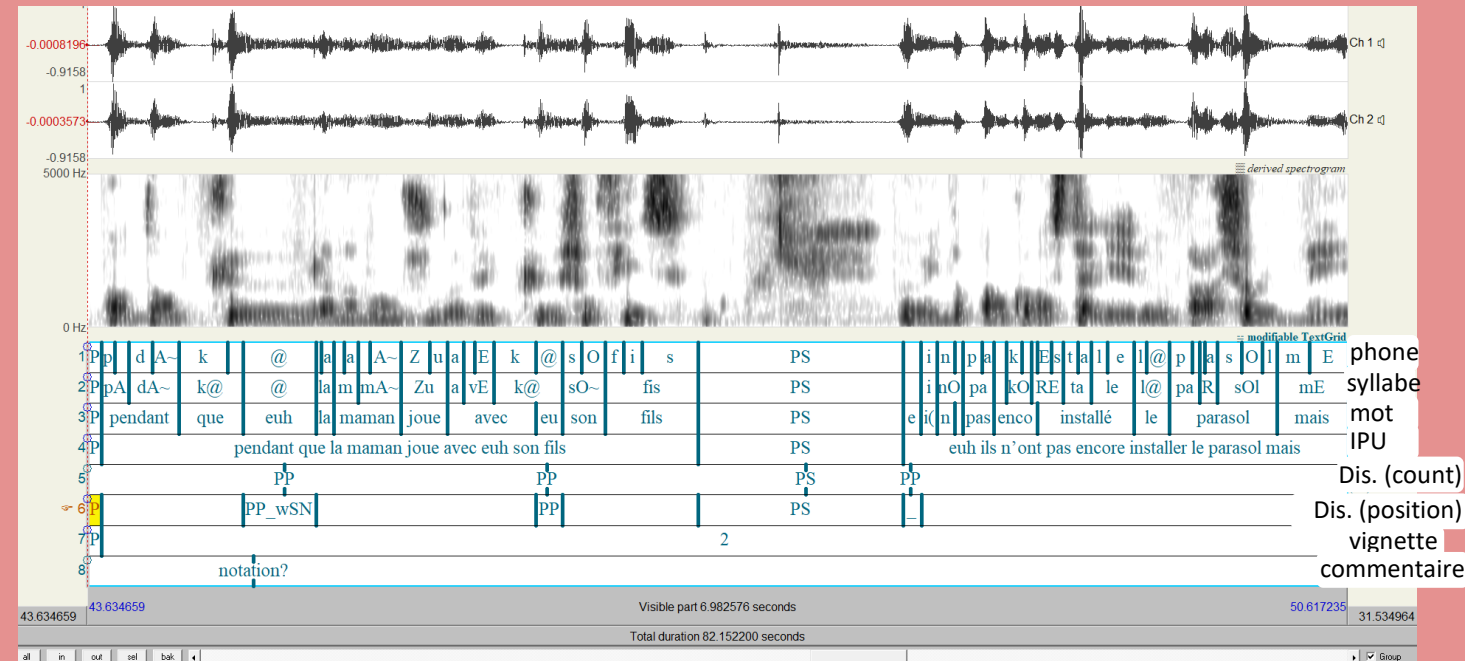 1
-0.0008196
Ch 1
-0.9158
1
-0.0003573
Ch 2
-0.9158
5000 Hz
derived spectrogram
0 Hz
modifiable TextGrid
1 P p d A~ k @ l a a A~ Z u a E k @ s O f i s PS i n p a k E s t a l e l @ p a s O l m E phone
2 P pA dA~ k@ @ la m mA~ Zu a vE k@ sO~ fis PS i nO pa kO RE ta le l@ pa R sOl mE syllabe
3 P pendant que euh la maman joue avec eu son fils PS e i( n pas enco installé le parasol mais mot
4 P pendant que la maman joue avec euh son fils PS euh ils n’ont pas encore installer le parasol mais IPU
5 PP PP PS PP Dis. (count)
6 P PP_wSN PP PS _ Dis. (position)
7 P 2 vignette
8 notation? commentaire
43.634659 43.634659 Visible part 6.982576 seconds 50.617235 31.534964
Total duration 82.152200 seconds
all in out sel bak Group